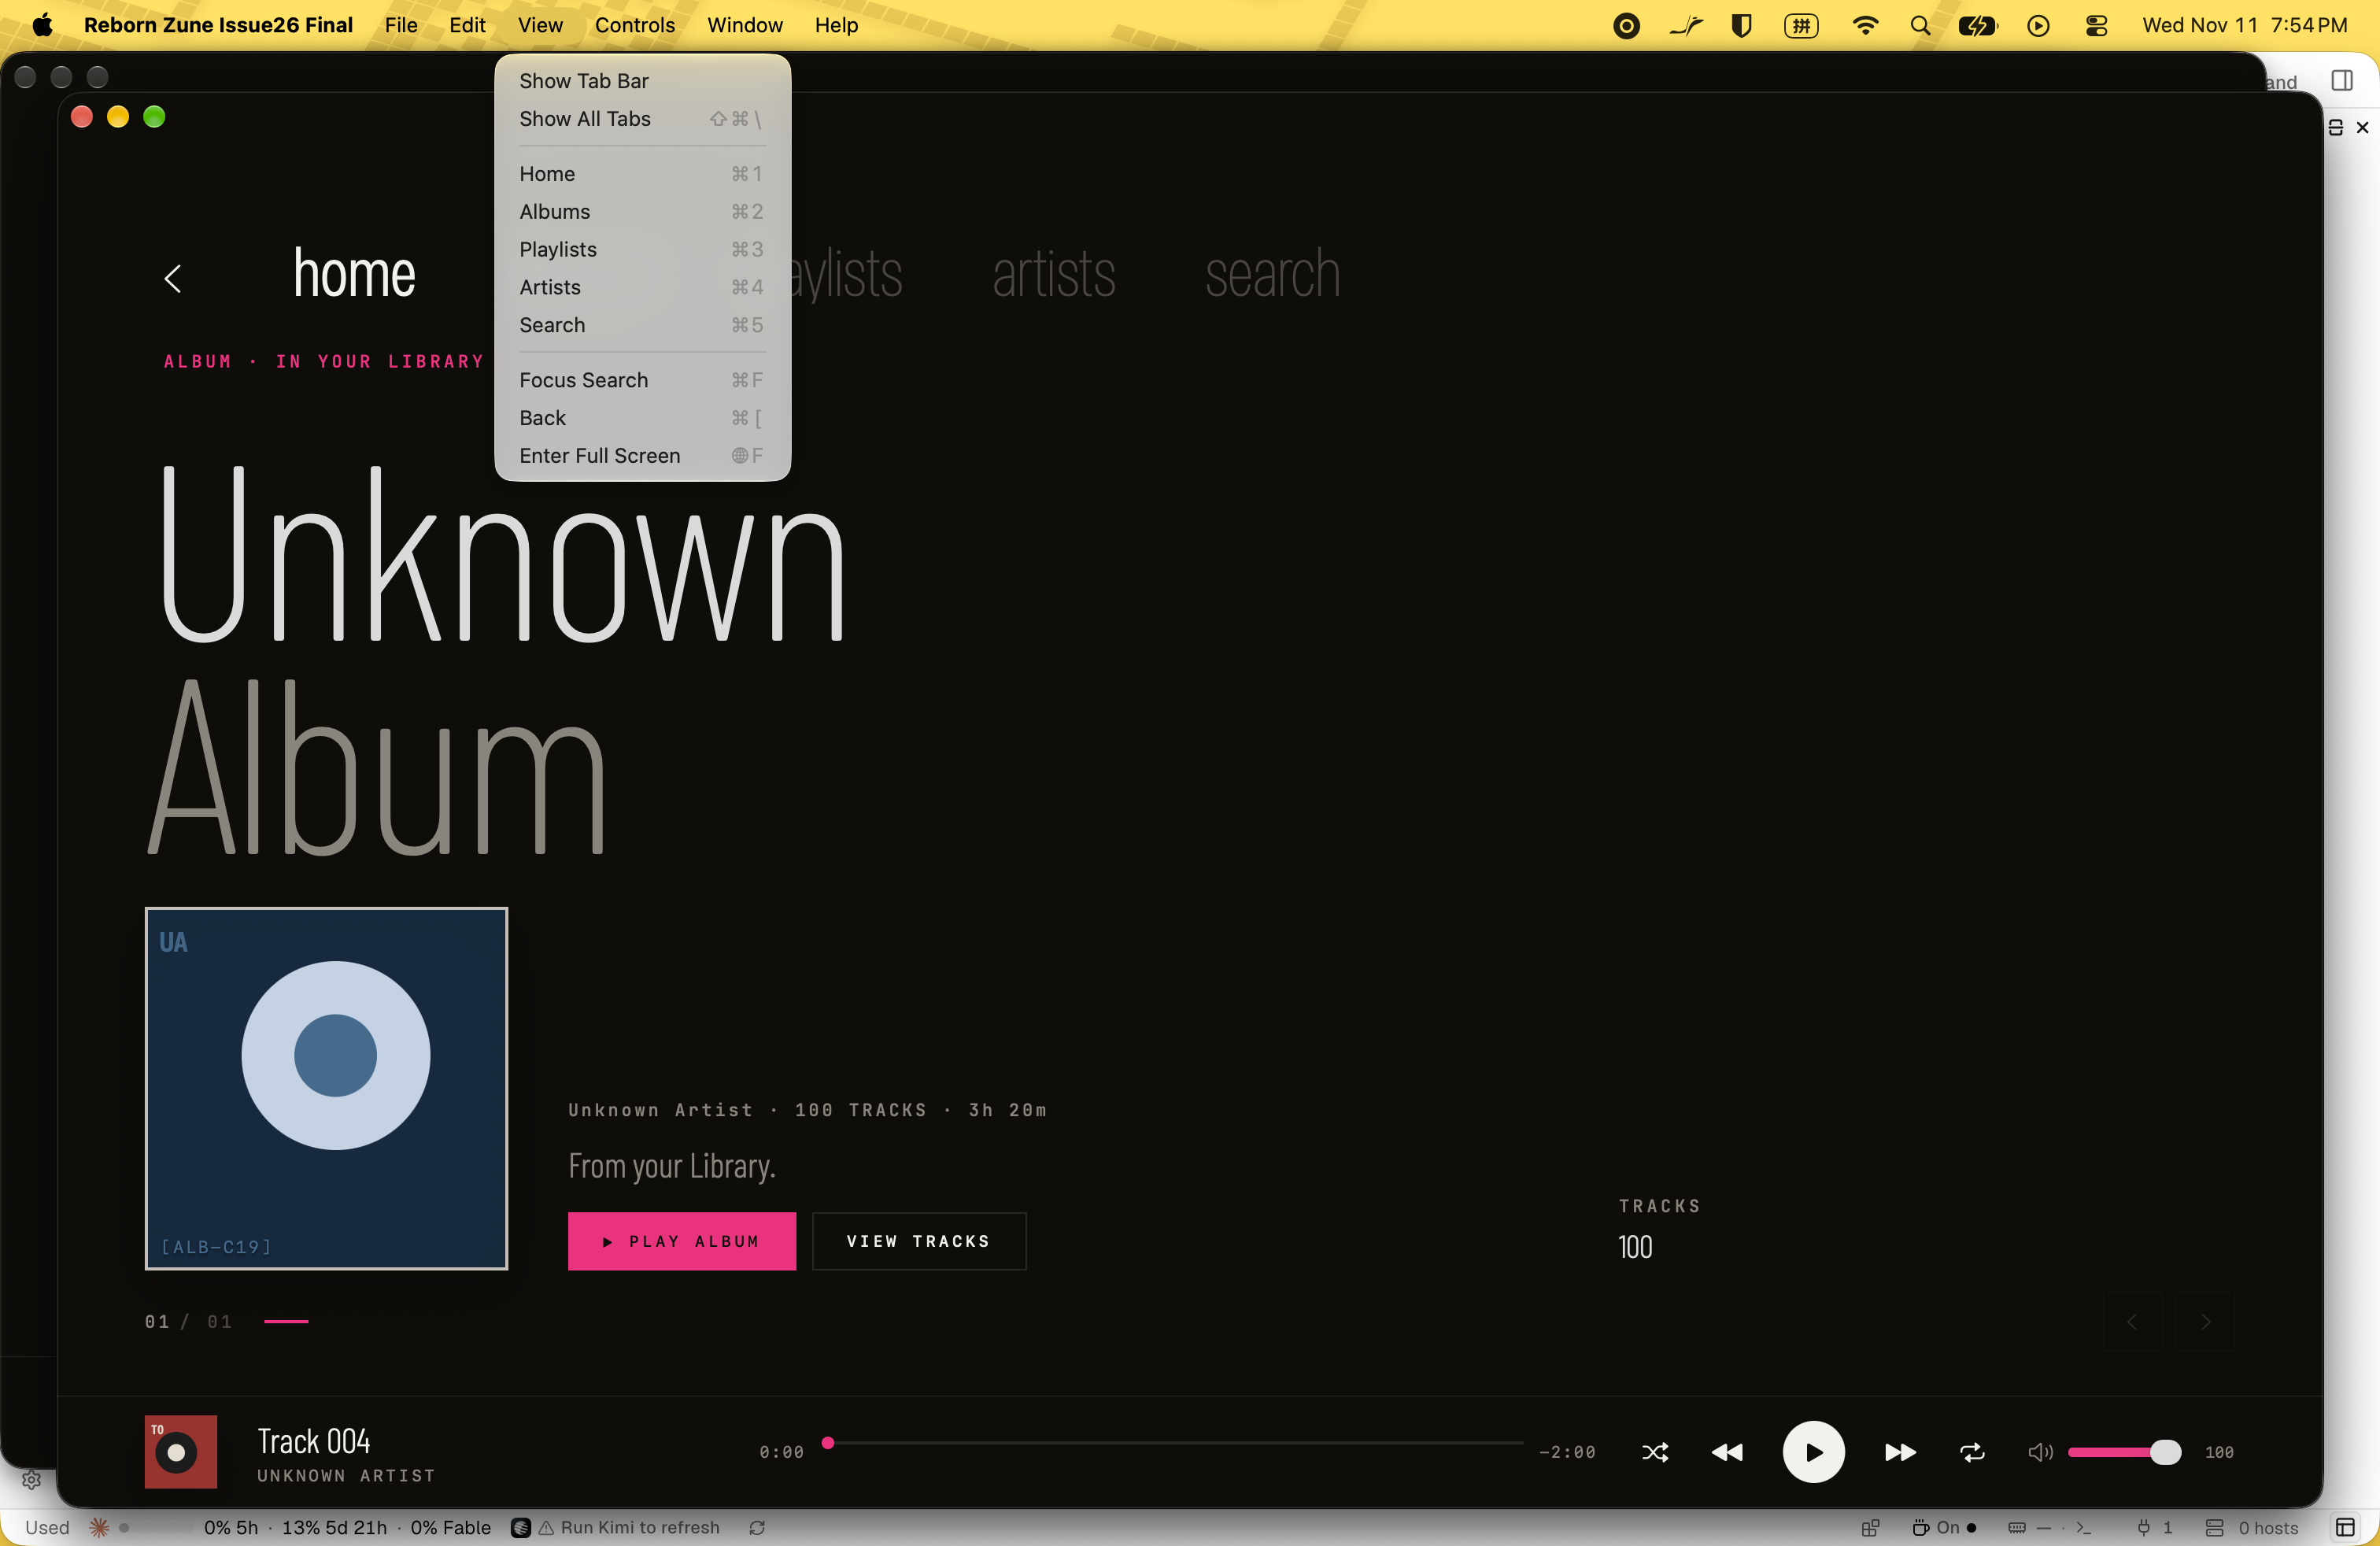 Reborn Zune Issue26 Final File Edit View Controls Window Help
拼
Wed Nov 11 7:54 PM
Show Tab Bar
Show All Tabs ⇧⌘\
Home ⌘1
Albums ⌘2
Playlists ⌘3
Artists ⌘4
Search ⌘5
Focus Search ⌘F
Back ⌘[
Enter Full Screen F
and
home aylists artists search
ALBUM · IN YOUR LIBRARY
Unknown
Album
UA
[ALB–C19]
Unknown Artist · 100 TRACKS · 3h 20m
From your Library.
▶ PLAY ALBUM
VIEW TRACKS
TRACKS
100
01 / 01
TO
Track 004
UNKNOWN ARTIST
0:00
−2:00
100
Used 0% 5h · 13% 5d 21h · 0% Fable Run Kimi to refresh
On — · 1 0 hosts